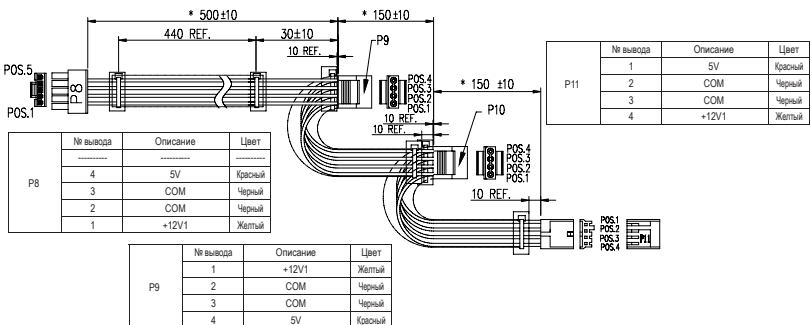 * 500±10
* 150±10
440 REF.
30±10
10 REF.
P9
POS.5
P8
POS.1
POS.4
POS.3
POS.2
POS.1
* 150 ±10
P10
10 REF.
10 REF.
POS.4
POS.3
POS.2
POS.1
10 REF.
POS.1
POS.2
POS.3
POS.4
P11
P11
№ вывода Описание Цвет
1 5V Красный
2 COM Черный
3 COM Черный
4 +12V1 Желтый
P8
№ вывода Описание Цвет
---------- ---------- ----------
4 5V Красный
3 COM Черный
2 COM Черный
1 +12V1 Желтый
P9
№ вывода Описание Цвет
1 +12V1 Желтый
2 COM Черный
3 COM Черный
4 5V Красный